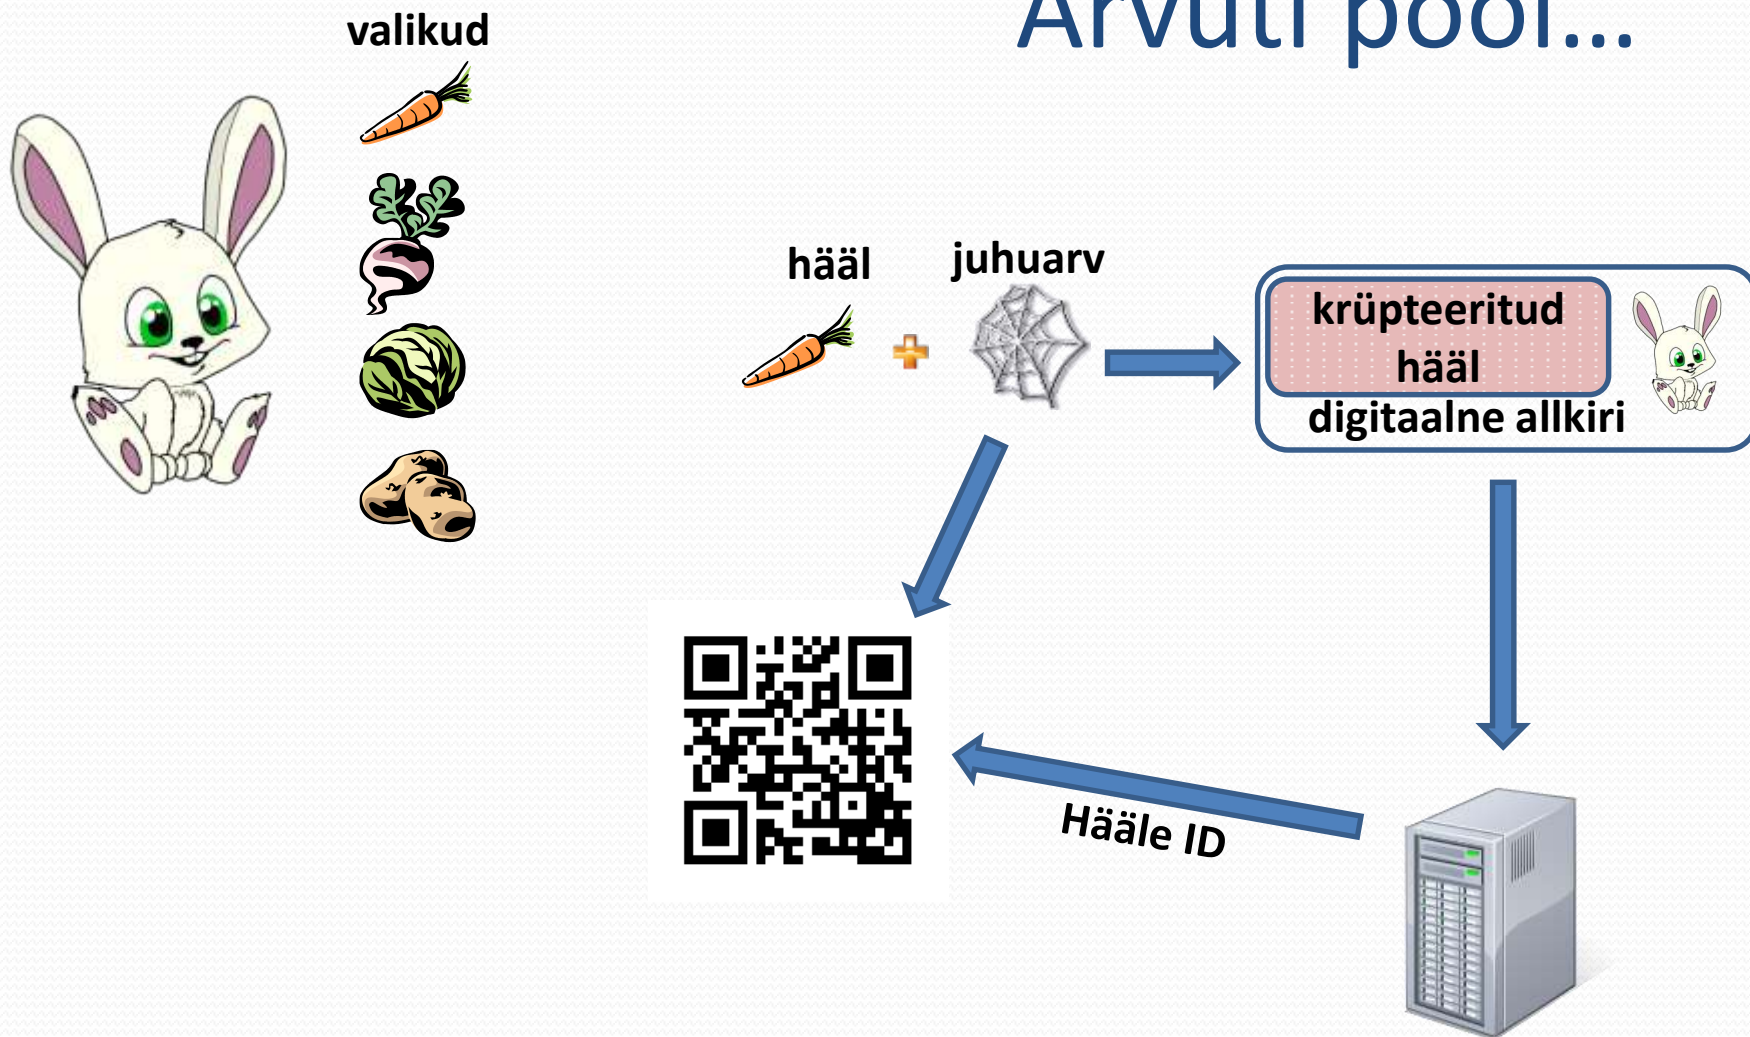 Arvuti pool...
valikud
hääl
juhuarv
krüpteeritud
hääl
digitaalne allkiri
Hääle ID